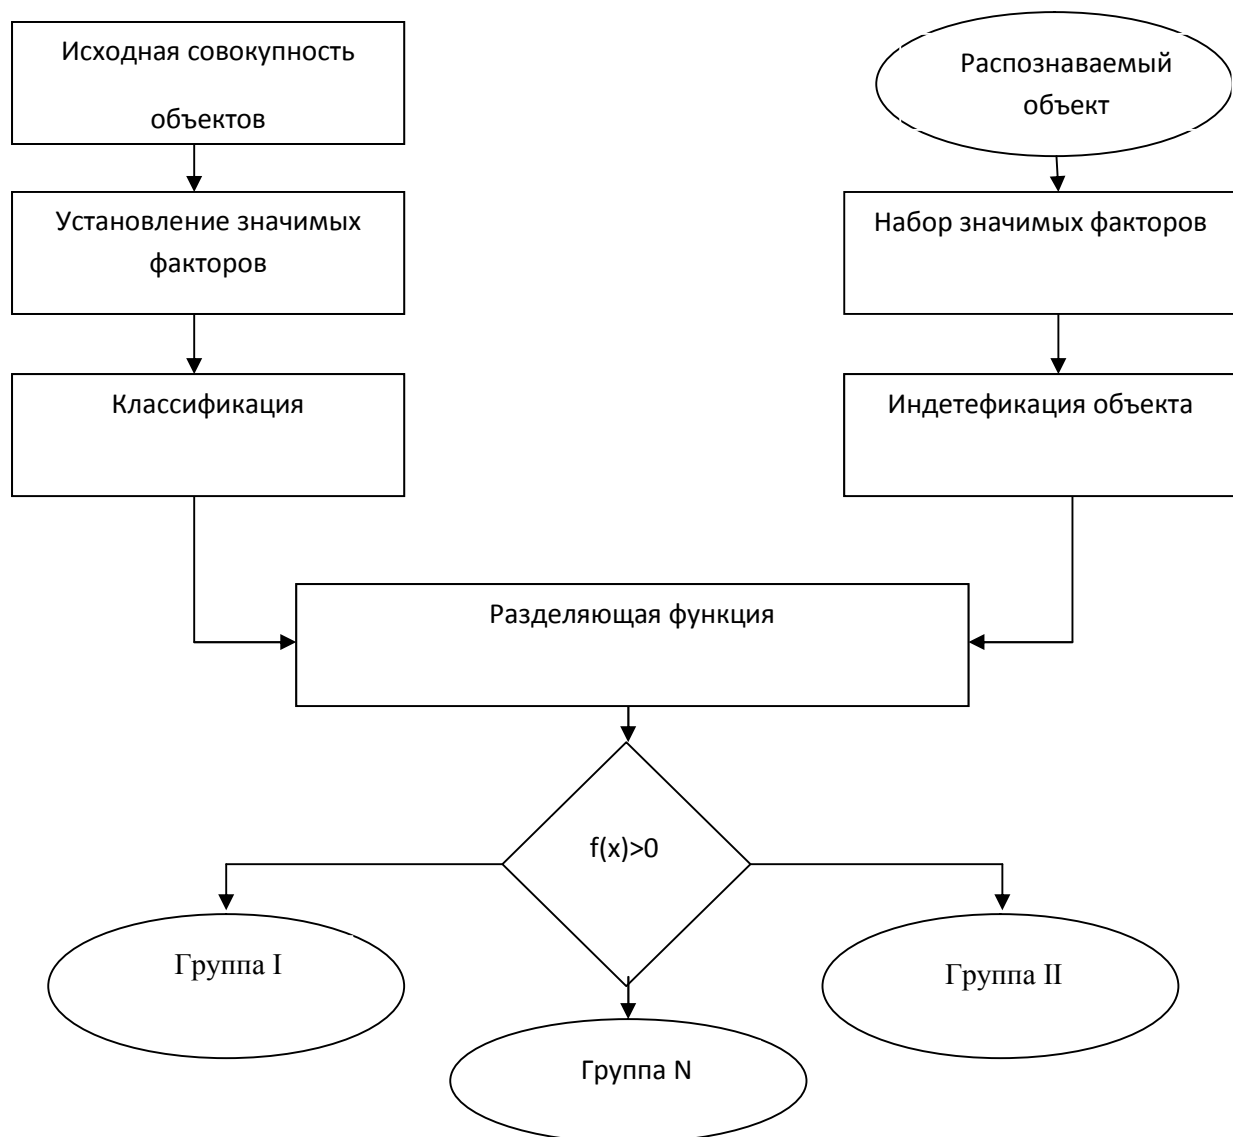 Исходная совокупность
объектов
Распознаваемый
объект
Установление значимых
факторов
Набор значимых факторов
Классификация
Индетефикация объекта
Разделяющая функция
f(x)>0
Группа I
Группа II
Группа N